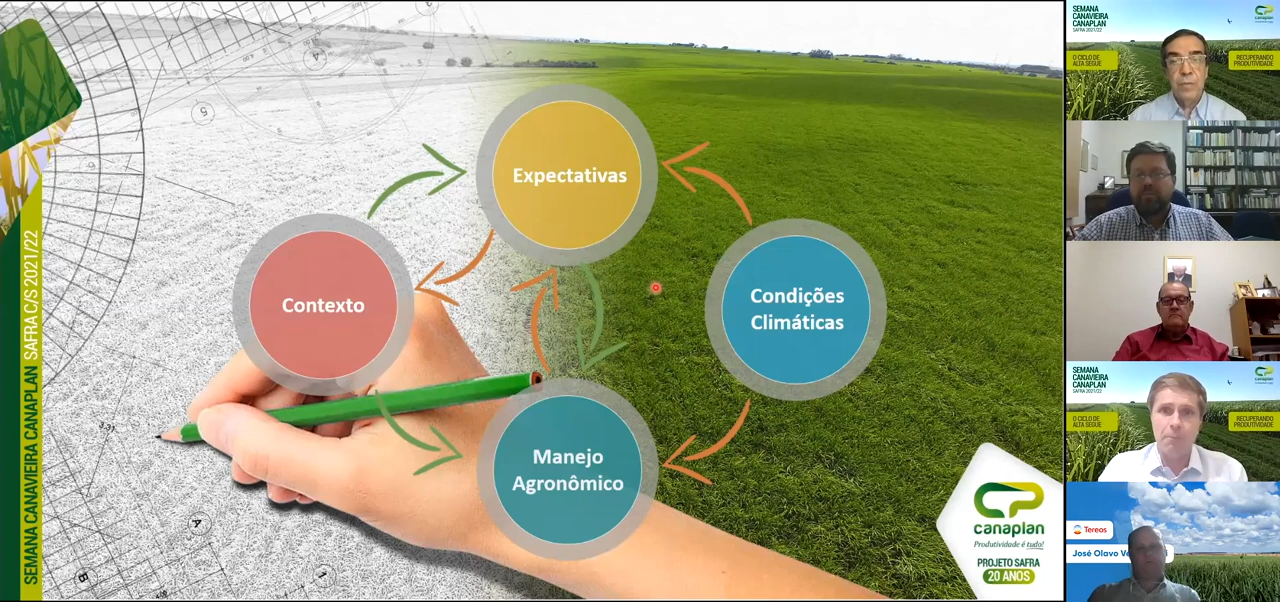 SEMANA CANAVIEIRA CANAPLAN SAFRA C/S 2021/22
Expectativas
Contexto
Condições
Climáticas
Manejo
Agronômico
canaplan
Produtividade é tudo!
PROJETO SAFRA
20 ANOS
SEMANA
CANAVIEIRA
CANAPLAN
SAFRA 2021/22
canaplan
O CICLO DE
ALTA SEGUE
RECUPERANDO
PRODUTIVIDADE
SEMANA
CANAVIEIRA
CANAPLAN
SAFRA 2021/22
canaplan
O CICLO DE
ALTA SEGUE
RECUPERANDO
PRODUTIVIDADE
Tereos
José Olavo